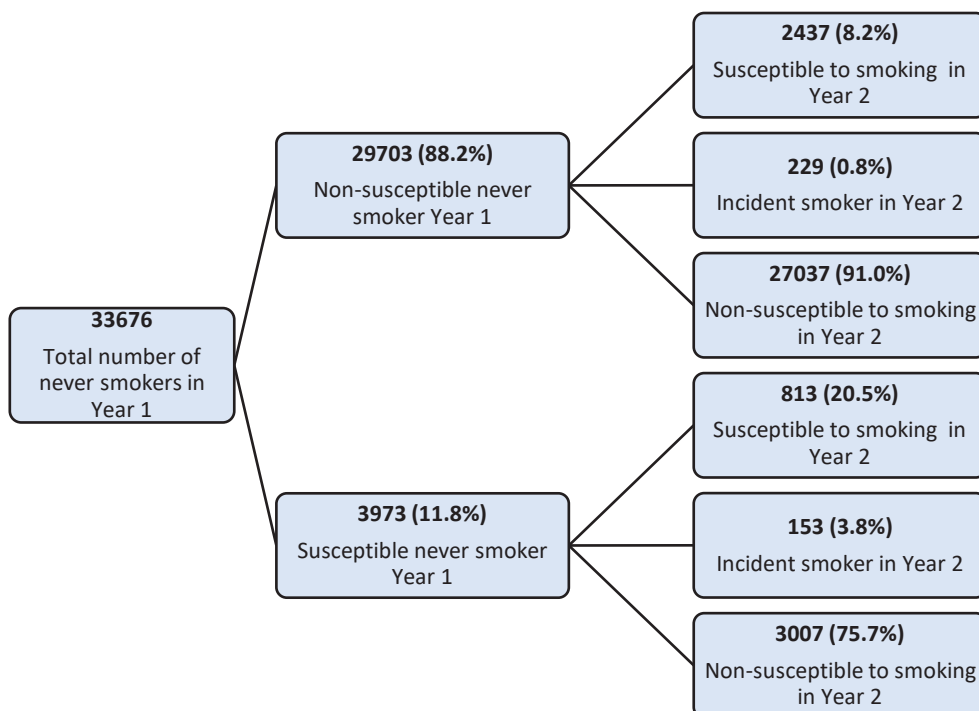 33676
Total number of
never smokers in
Year 1
29703 (88.2%)
Non-susceptible never
smoker Year 1
3973 (11.8%)
Susceptible never smoker
Year 1
2437 (8.2%)
Susceptible to smoking in
Year 2
229 (0.8%)
Incident smoker in Year 2
27037 (91.0%)
Non-susceptible to smoking
in Year 2
813 (20.5%)
Susceptible to smoking in
Year 2
153 (3.8%)
Incident smoker in Year 2
3007 (75.7%)
Non-susceptible to smoking in
Year 2